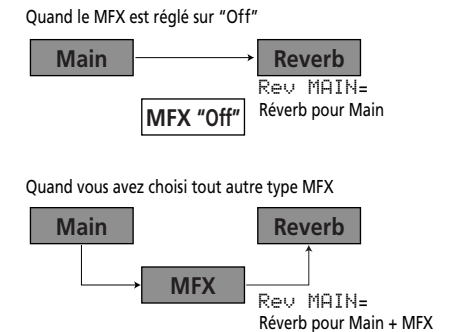 Quand le MFX est réglé sur “Off”
Main
Reverb
Rev MAIN=
MFX “Off”
Réverb pour Main
Quand vous avez choisi tout autre type MFX
Main
Reverb
MFX
Rev MAIN=
Réverb pour Main + MFX